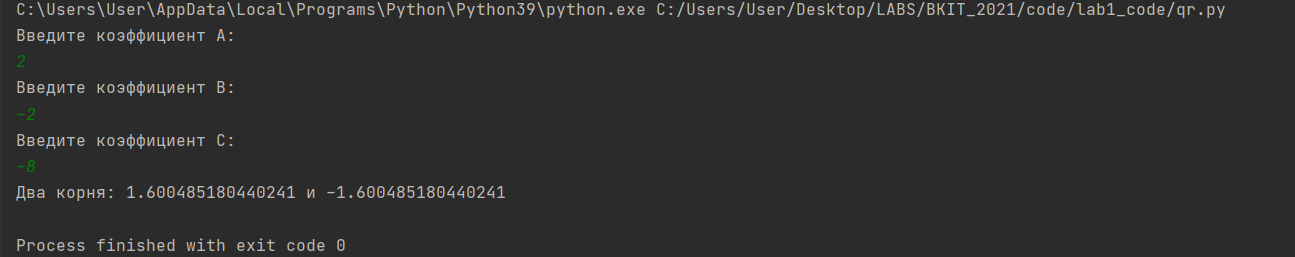 C:\Users\User\AppData\Local\Programs\Python\Python39\python.exe C:/Users/User/Desktop/LABS/BKIT_2021/code/lab1_code/qr.py
Введите коэффициент А:
2
Введите коэффициент B:
-2
Введите коэффициент C:
-8
Два корня: 1.600485180440241 и -1.600485180440241
Process finished with exit code 0